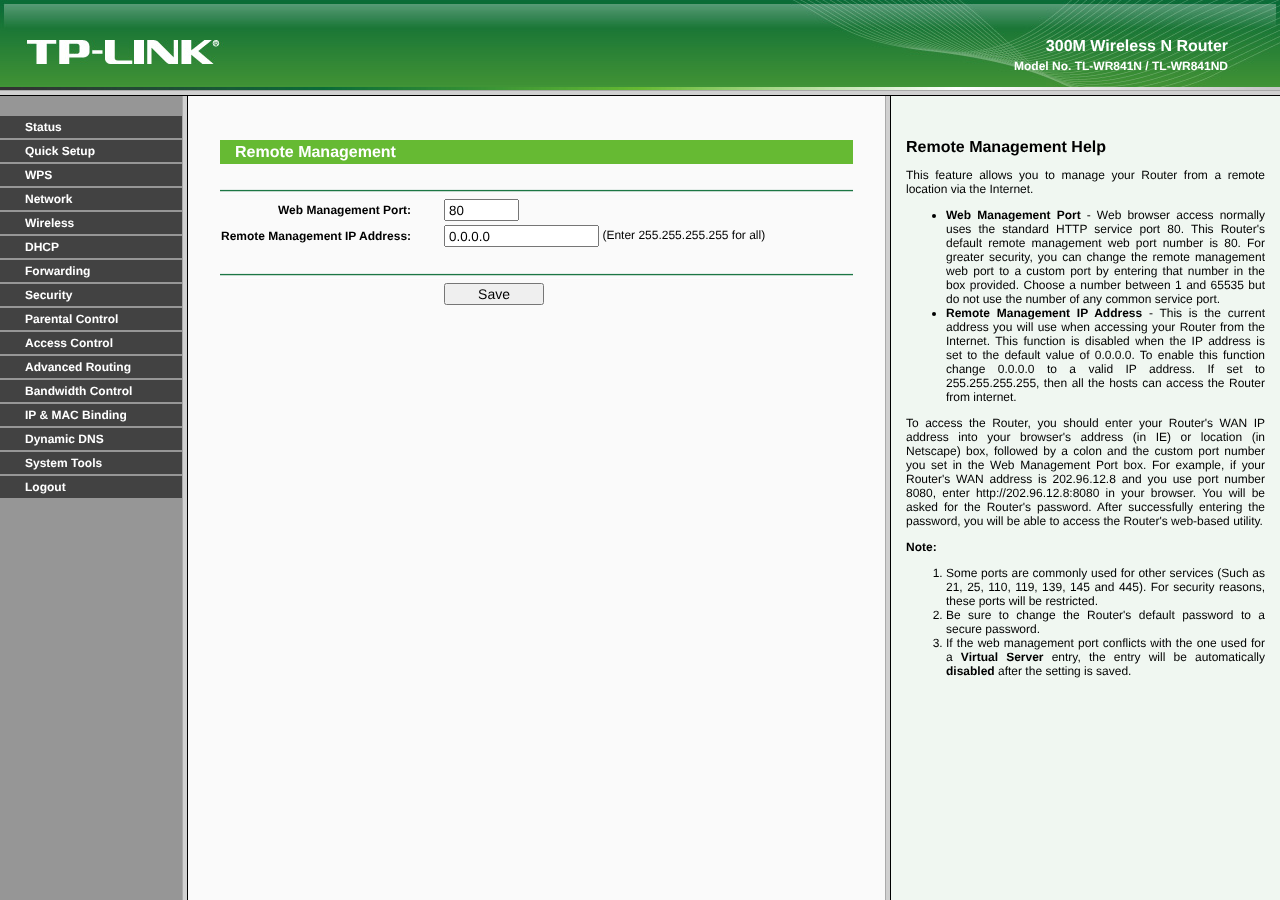 TP-LINK®
300M Wireless N Router
Model No. TL-WR841N / TL-WR841ND
Status
Quick Setup
WPS
Network
Wireless
DHCP
Forwarding
Security
Parental Control
Access Control
Advanced Routing
Bandwidth Control
IP & MAC Binding
Dynamic DNS
System Tools
Logout
Remote Management
Web Management Port:
80
Remote Management IP Address:
0.0.0.0
(Enter 255.255.255.255 for all)
Save
Remote Management Help
This feature allows you to manage your Router from a remote
location via the Internet.
• Web Management Port - Web browser access normally
uses the standard HTTP service port 80. This Router's
default remote management web port number is 80. For
greater security, you can change the remote management
web port to a custom port by entering that number in the
box provided. Choose a number between 1 and 65535 but
do not use the number of any common service port.
• Remote Management IP Address - This is the current
address you will use when accessing your Router from the
Internet. This function is disabled when the IP address is
set to the default value of 0.0.0.0. To enable this function
change 0.0.0.0 to a valid IP address. If set to
255.255.255.255, then all the hosts can access the Router
from internet.
To access the Router, you should enter your Router's WAN IP
address into your browser's address (in IE) or location (in
Netscape) box, followed by a colon and the custom port number
you set in the Web Management Port box. For example, if your
Router's WAN address is 202.96.12.8 and you use port number
8080, enter http://202.96.12.8:8080 in your browser. You will be
asked for the Router's password. After successfully entering the
password, you will be able to access the Router's web-based utility.
Note:
1. Some ports are commonly used for other services (Such as
21, 25, 110, 119, 139, 145 and 445). For security reasons,
these ports will be restricted.
2. Be sure to change the Router's default password to a
secure password.
3. If the web management port conflicts with the one used for
a Virtual Server entry, the entry will be automatically
disabled after the setting is saved.